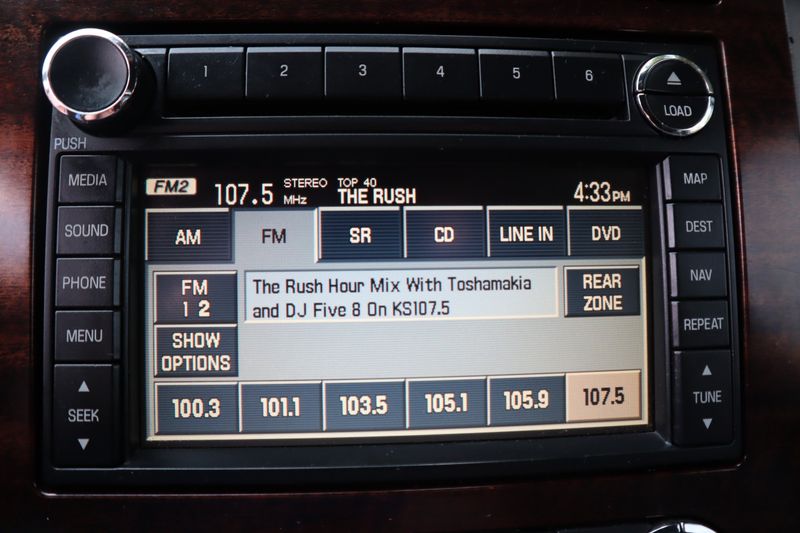 1 2 3 4 5 6
LOAD
PUSH
MEDIA
SOUND
PHONE
MENU
SEEK
FM2 107.5 MHz STEREO TOP 40 THE RUSH 4:33PM
AM FM SR CD LINE IN DVD
FM
1 2
The Rush Hour Mix With Toshamakia
and DJ Five 8 On KS107.5
REAR
ZONE
SHOW
OPTIONS
100.3 101.1 103.5 105.1 105.9 107.5
MAP
DEST
NAV
REPEAT
TUNE